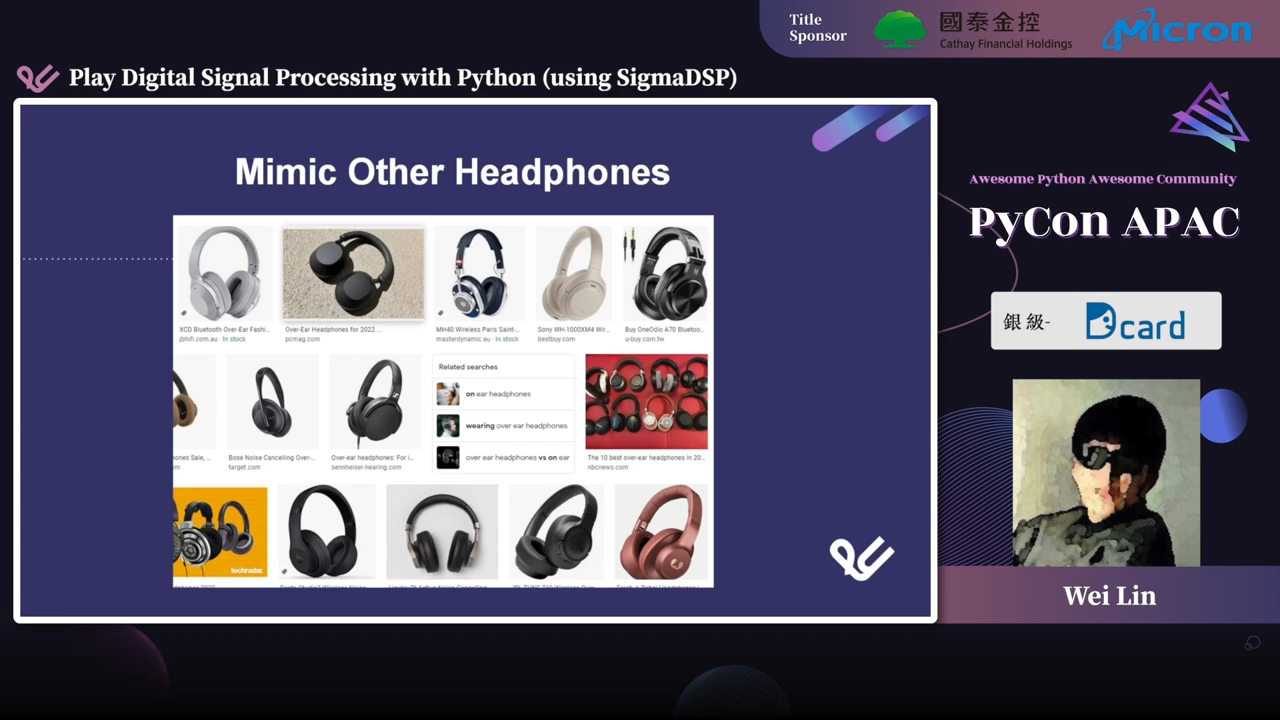 Title
Sponsor
國泰金控
Cathay Financial Holdings
Micron
Play Digital Signal Processing with Python (using SigmaDSP)
Mimic Other Headphones
XCD Bluetooth Over-Ear Fashi...
jbhifi.com.au · In stock
Over-Ear Headphones for 2022 ...
pcmag.com
MH40 Wireless Paris Saint-...
masterdynamic.eu · In stock
Sony WH-1000XM4 Wir...
bestbuy.com
Buy OneOdio A70 Bluetoo...
u-buy.com.tw
Related searches
on ear headphones
wearing over ear headphones
over ear headphones vs on ear
ones Sale, ...
m
Bose Noise Cancelling Over-...
target.com
Over-ear headphones: For i...
sennheiser-hearing.com
The 10 best over-ear headphones in 20...
nbcnews.com
techradar.
Awesome Python Awesome Community
PyCon APAC
銀級-
Dcard
Wei Lin